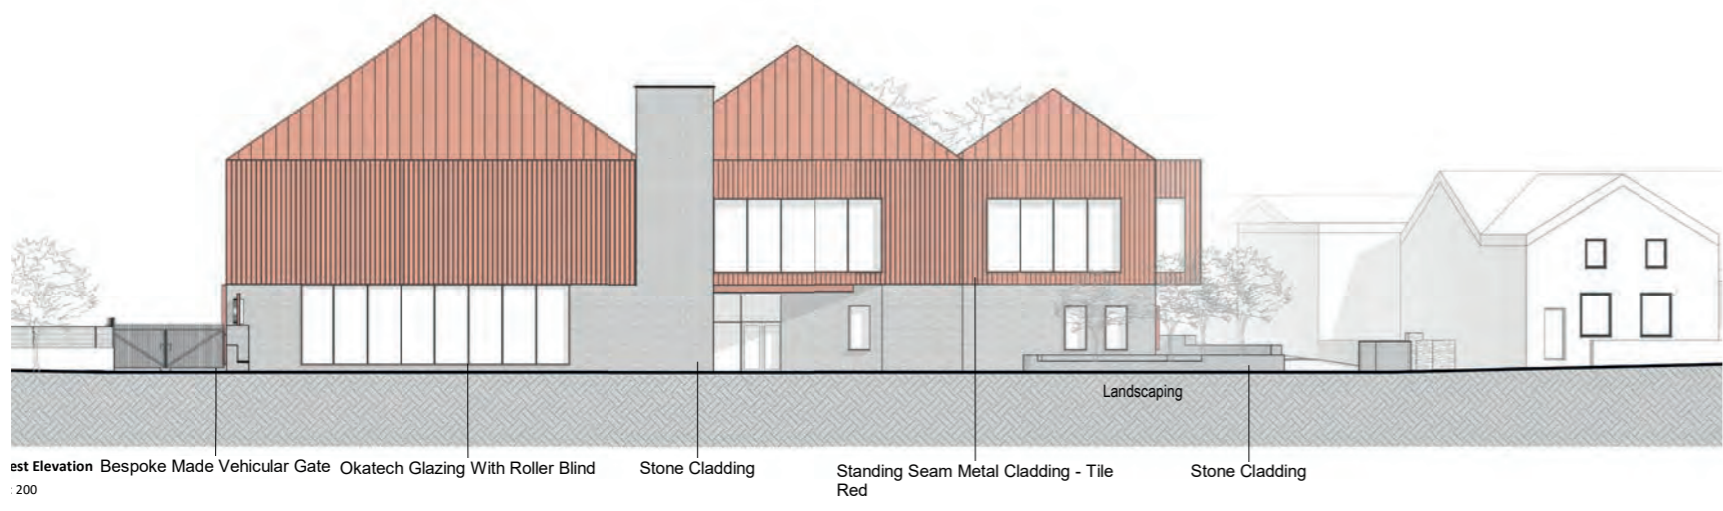 Landscaping
est Elevation
Bespoke Made Vehicular Gate
Okatech Glazing With Roller Blind
Stone Cladding
Standing Seam Metal Cladding - Tile
Red
Stone Cladding
: 200